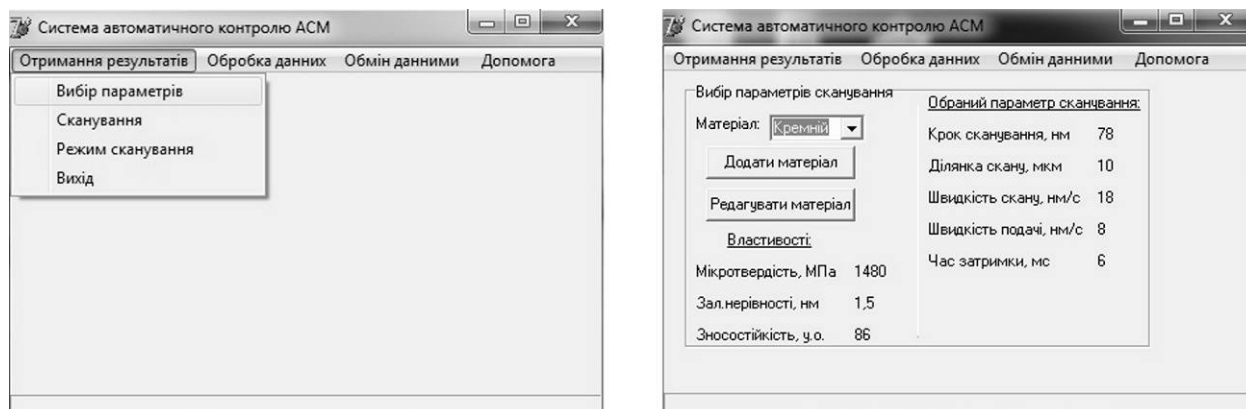 Система автоматичного контролю АСМ
Отримання результатів Обробка данних Обмін данними Допомога
Вибір параметрів
Сканування
Режим сканування
Вихід
Система автоматичного контролю АСМ
Отримання результатів Обробка данних Обмін данними Допомога
Вибір параметрів сканування
Матеріал: Кремній
Додати матеріал
Редагувати матеріал
Властивості:
Мікротвердість, МПа 1480
Зал.нерівності, нм 1,5
Зносостійкість, у.о. 86
Обраний параметр сканування:
Крок сканування, нм 78
Ділянка скану, мкм 10
Швидкість скану, нм/с 18
Швидкість подачі, нм/с 8
Час затримки, мс 6